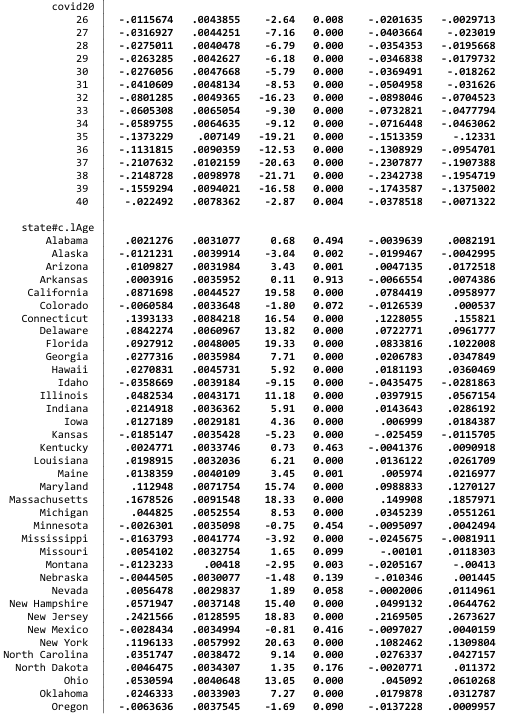 covid20
26 -.0115674 .0043855 -2.64 0.008 -.0201635 -.0029713
27 -.0316927 .0044251 -7.16 0.000 -.0403664 -.023019
28 -.0275011 .0040478 -6.79 0.000 -.0354353 -.0195668
29 -.0263285 .0042627 -6.18 0.000 -.0346838 -.0179732
30 -.0276056 .0047668 -5.79 0.000 -.0369491 -.018262
31 -.0410609 .0048134 -8.53 0.000 -.0504958 -.031626
32 -.0801285 .0049365 -16.23 0.000 -.0898046 -.0704523
33 -.0605308 .0065054 -9.30 0.000 -.0732821 -.0477794
34 -.0589755 .0064635 -9.12 0.000 -.0716448 -.0463062
35 -.1373229 .007149 -19.21 0.000 -.1513359 -.12331
36 -.1131815 .0090359 -12.53 0.000 -.1308929 -.0954701
37 -.2107632 .0102159 -20.63 0.000 -.2307877 -.1907388
38 -.2148728 .0098978 -21.71 0.000 -.2342738 -.1954719
39 -.1559294 .0094021 -16.58 0.000 -.1743587 -.1375002
40 -.022492 .0078362 -2.87 0.004 -.0378518 -.0071322
state#c.lAge
Alabama .0021276 .0031077 0.68 0.494 -.0039639 .0082191
Alaska -.0121231 .0039914 -3.04 0.002 -.0199467 -.0042995
Arizona .0109827 .0031984 3.43 0.001 .0047135 .0172518
Arkansas .0003916 .0035952 0.11 0.913 -.0066554 .0074386
California .0871698 .0044527 19.58 0.000 .0784419 .0958977
Colorado -.0060584 .0033648 -1.80 0.072 -.0126539 .000537
Connecticut .1393133 .0084218 16.54 0.000 .1228055 .155821
Delaware .0842274 .0060967 13.82 0.000 .0722771 .0961777
Florida .0927912 .0048005 19.33 0.000 .0833816 .1022008
Georgia .0277316 .0035984 7.71 0.000 .0206783 .0347849
Hawaii .0270831 .0045731 5.92 0.000 .0181193 .0360469
Idaho -.0358669 .0039184 -9.15 0.000 -.0435475 -.0281863
Illinois .0482534 .0043171 11.18 0.000 .0397915 .0567154
Indiana .0214918 .0036362 5.91 0.000 .0143643 .0286192
Iowa .0127189 .0029181 4.36 0.000 .006999 .0184387
Kansas -.0185147 .0035428 -5.23 0.000 -.025459 -.0115705
Kentucky .0024771 .0033746 0.73 0.463 -.0041376 .0090918
Louisiana .0198915 .0032036 6.21 0.000 .0136122 .0261709
Maine .0138359 .0040109 3.45 0.001 .005974 .0216977
Maryland .112948 .0071754 15.74 0.000 .0988833 .1270127
Massachusetts .1678526 .0091548 18.33 0.000 .149908 .1857971
Michigan .044825 .0052554 8.53 0.000 .0345239 .0551261
Minnesota -.0026301 .0035098 -0.75 0.454 -.0095097 .0042494
Mississippi -.0163793 .0041774 -3.92 0.000 -.0245675 -.0081911
Missouri .0054102 .0032754 1.65 0.099 -.00101 .0118303
Montana -.0123233 .00418 -2.95 0.003 -.0205167 -.00413
Nebraska -.0044505 .0030077 -1.48 0.139 -.010346 .001445
Nevada .0056478 .0029837 1.89 0.058 -.0002006 .0114961
New Hampshire .0571947 .0037148 15.40 0.000 .0499132 .0644762
New Jersey .2421566 .0128595 18.83 0.000 .2169505 .2673627
New Mexico -.0028434 .0034994 -0.81 0.416 -.0097027 .0040159
New York .1196133 .0057992 20.63 0.000 .1082462 .1309804
North Carolina .0351747 .0038472 9.14 0.000 .0276337 .0427157
North Dakota .0046475 .0034307 1.35 0.176 -.0020771 .011372
Ohio .0530594 .0040648 13.05 0.000 .045092 .0610268
Oklahoma .0246333 .0033903 7.27 0.000 .0179878 .0312787
Oregon -.0063636 .0037545 -1.69 0.090 -.0137228 .0009956